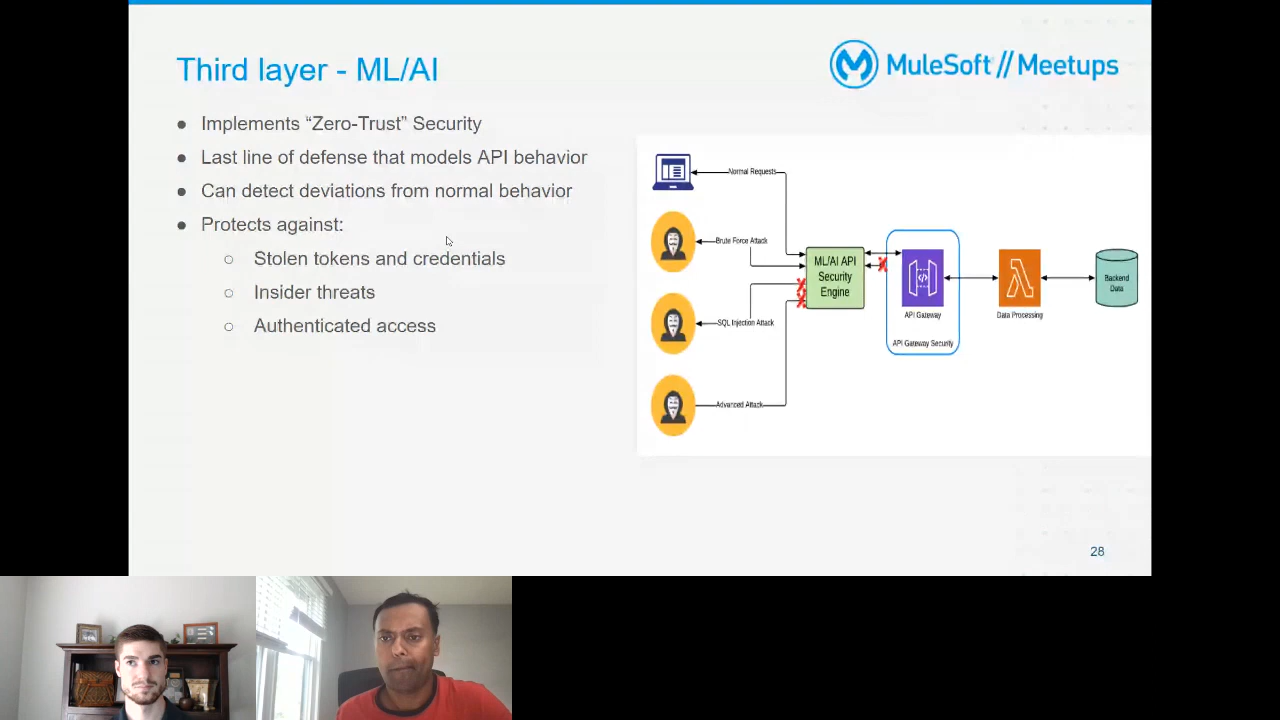 Third layer - ML/AI
MuleSoft // Meetups
● Implements “Zero-Trust” Security
● Last line of defense that models API behavior
● Can detect deviations from normal behavior
● Protects against:
○ Stolen tokens and credentials
○ Insider threats
○ Authenticated access
Normal Requests
Brute Force Attack
SQL Injection Attack
Advanced Attack
ML/AI API
Security
Engine
API Gateway
API Gateway Security
Data Processing
Backend
Data
28